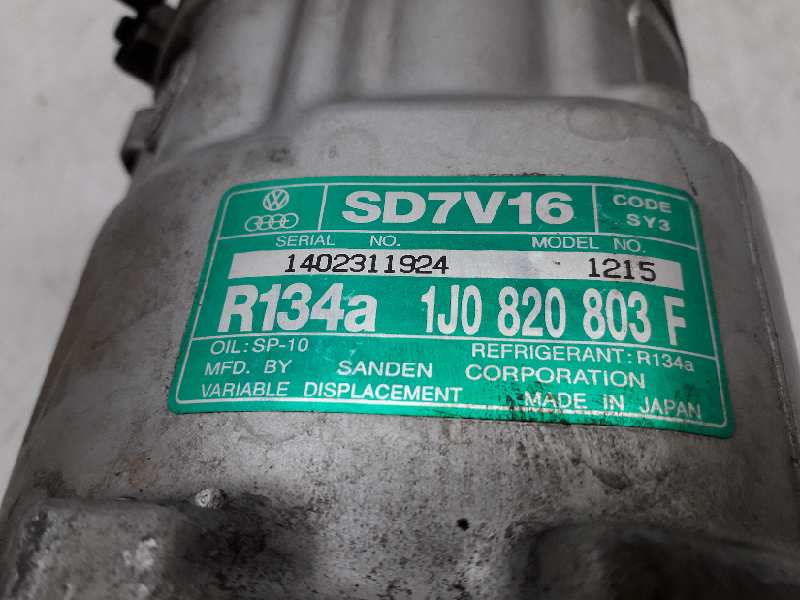 SD7V16
CODE
SY3
SERIAL NO. MODEL NO.
1402311924 1215
R134a 1J0 820 803 F
OIL: SP-10 REFRIGERANT: R134a
MFD. BY SANDEN CORPORATION
VARIABLE DISPLACEMENT MADE IN JAPAN